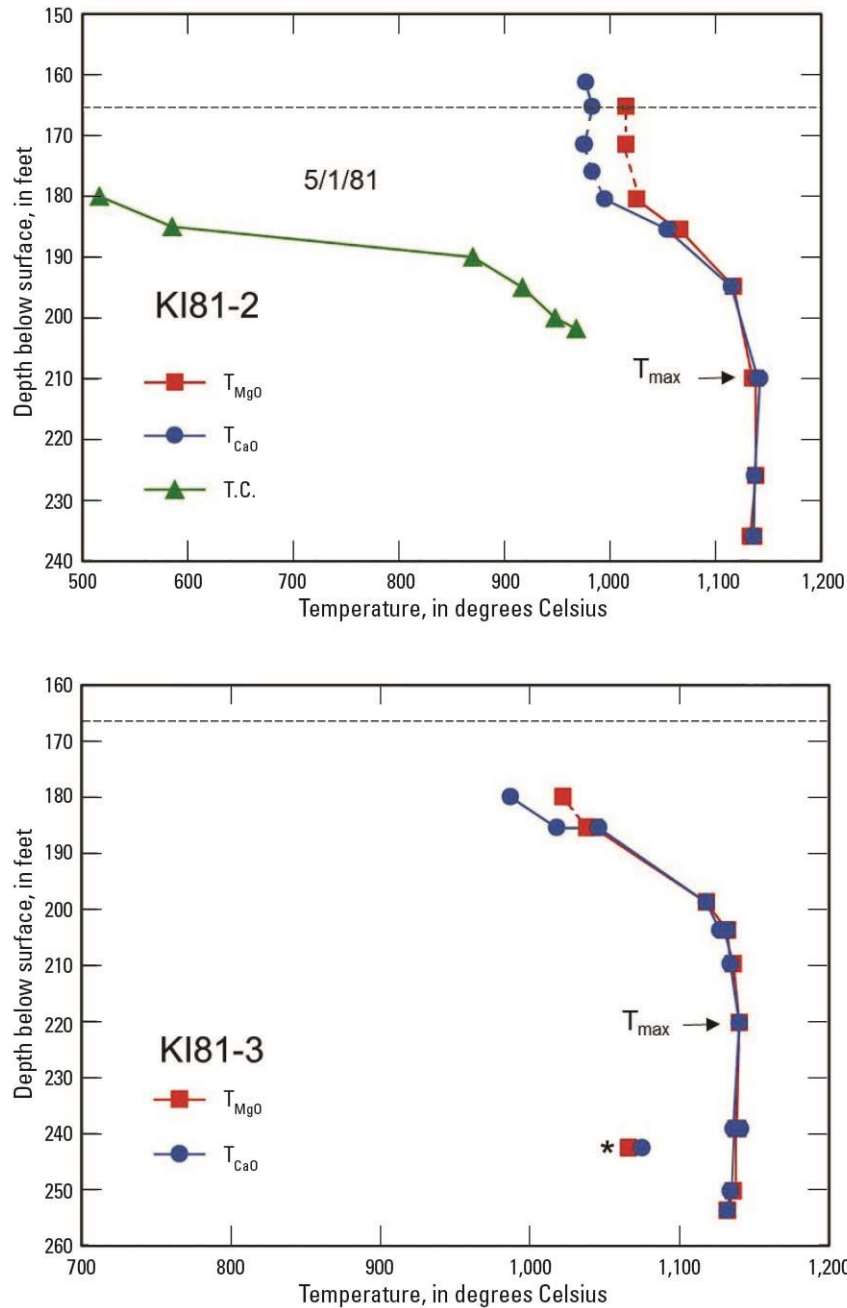 150
160
170
180
190
200
210
220
230
240
Depth below surface, in feet
5/1/81
KI81-2
T_MgO
T_CaO
T.C.
T_max
500 600 700 800 900 1,000 1,100 1,200
Temperature, in degrees Celsius
160
170
180
190
200
210
220
230
240
250
260
Depth below surface, in feet
T_max
KI81-3
T_MgO
T_CaO
*
700 800 900 1,000 1,100 1,200
Temperature, in degrees Celsius